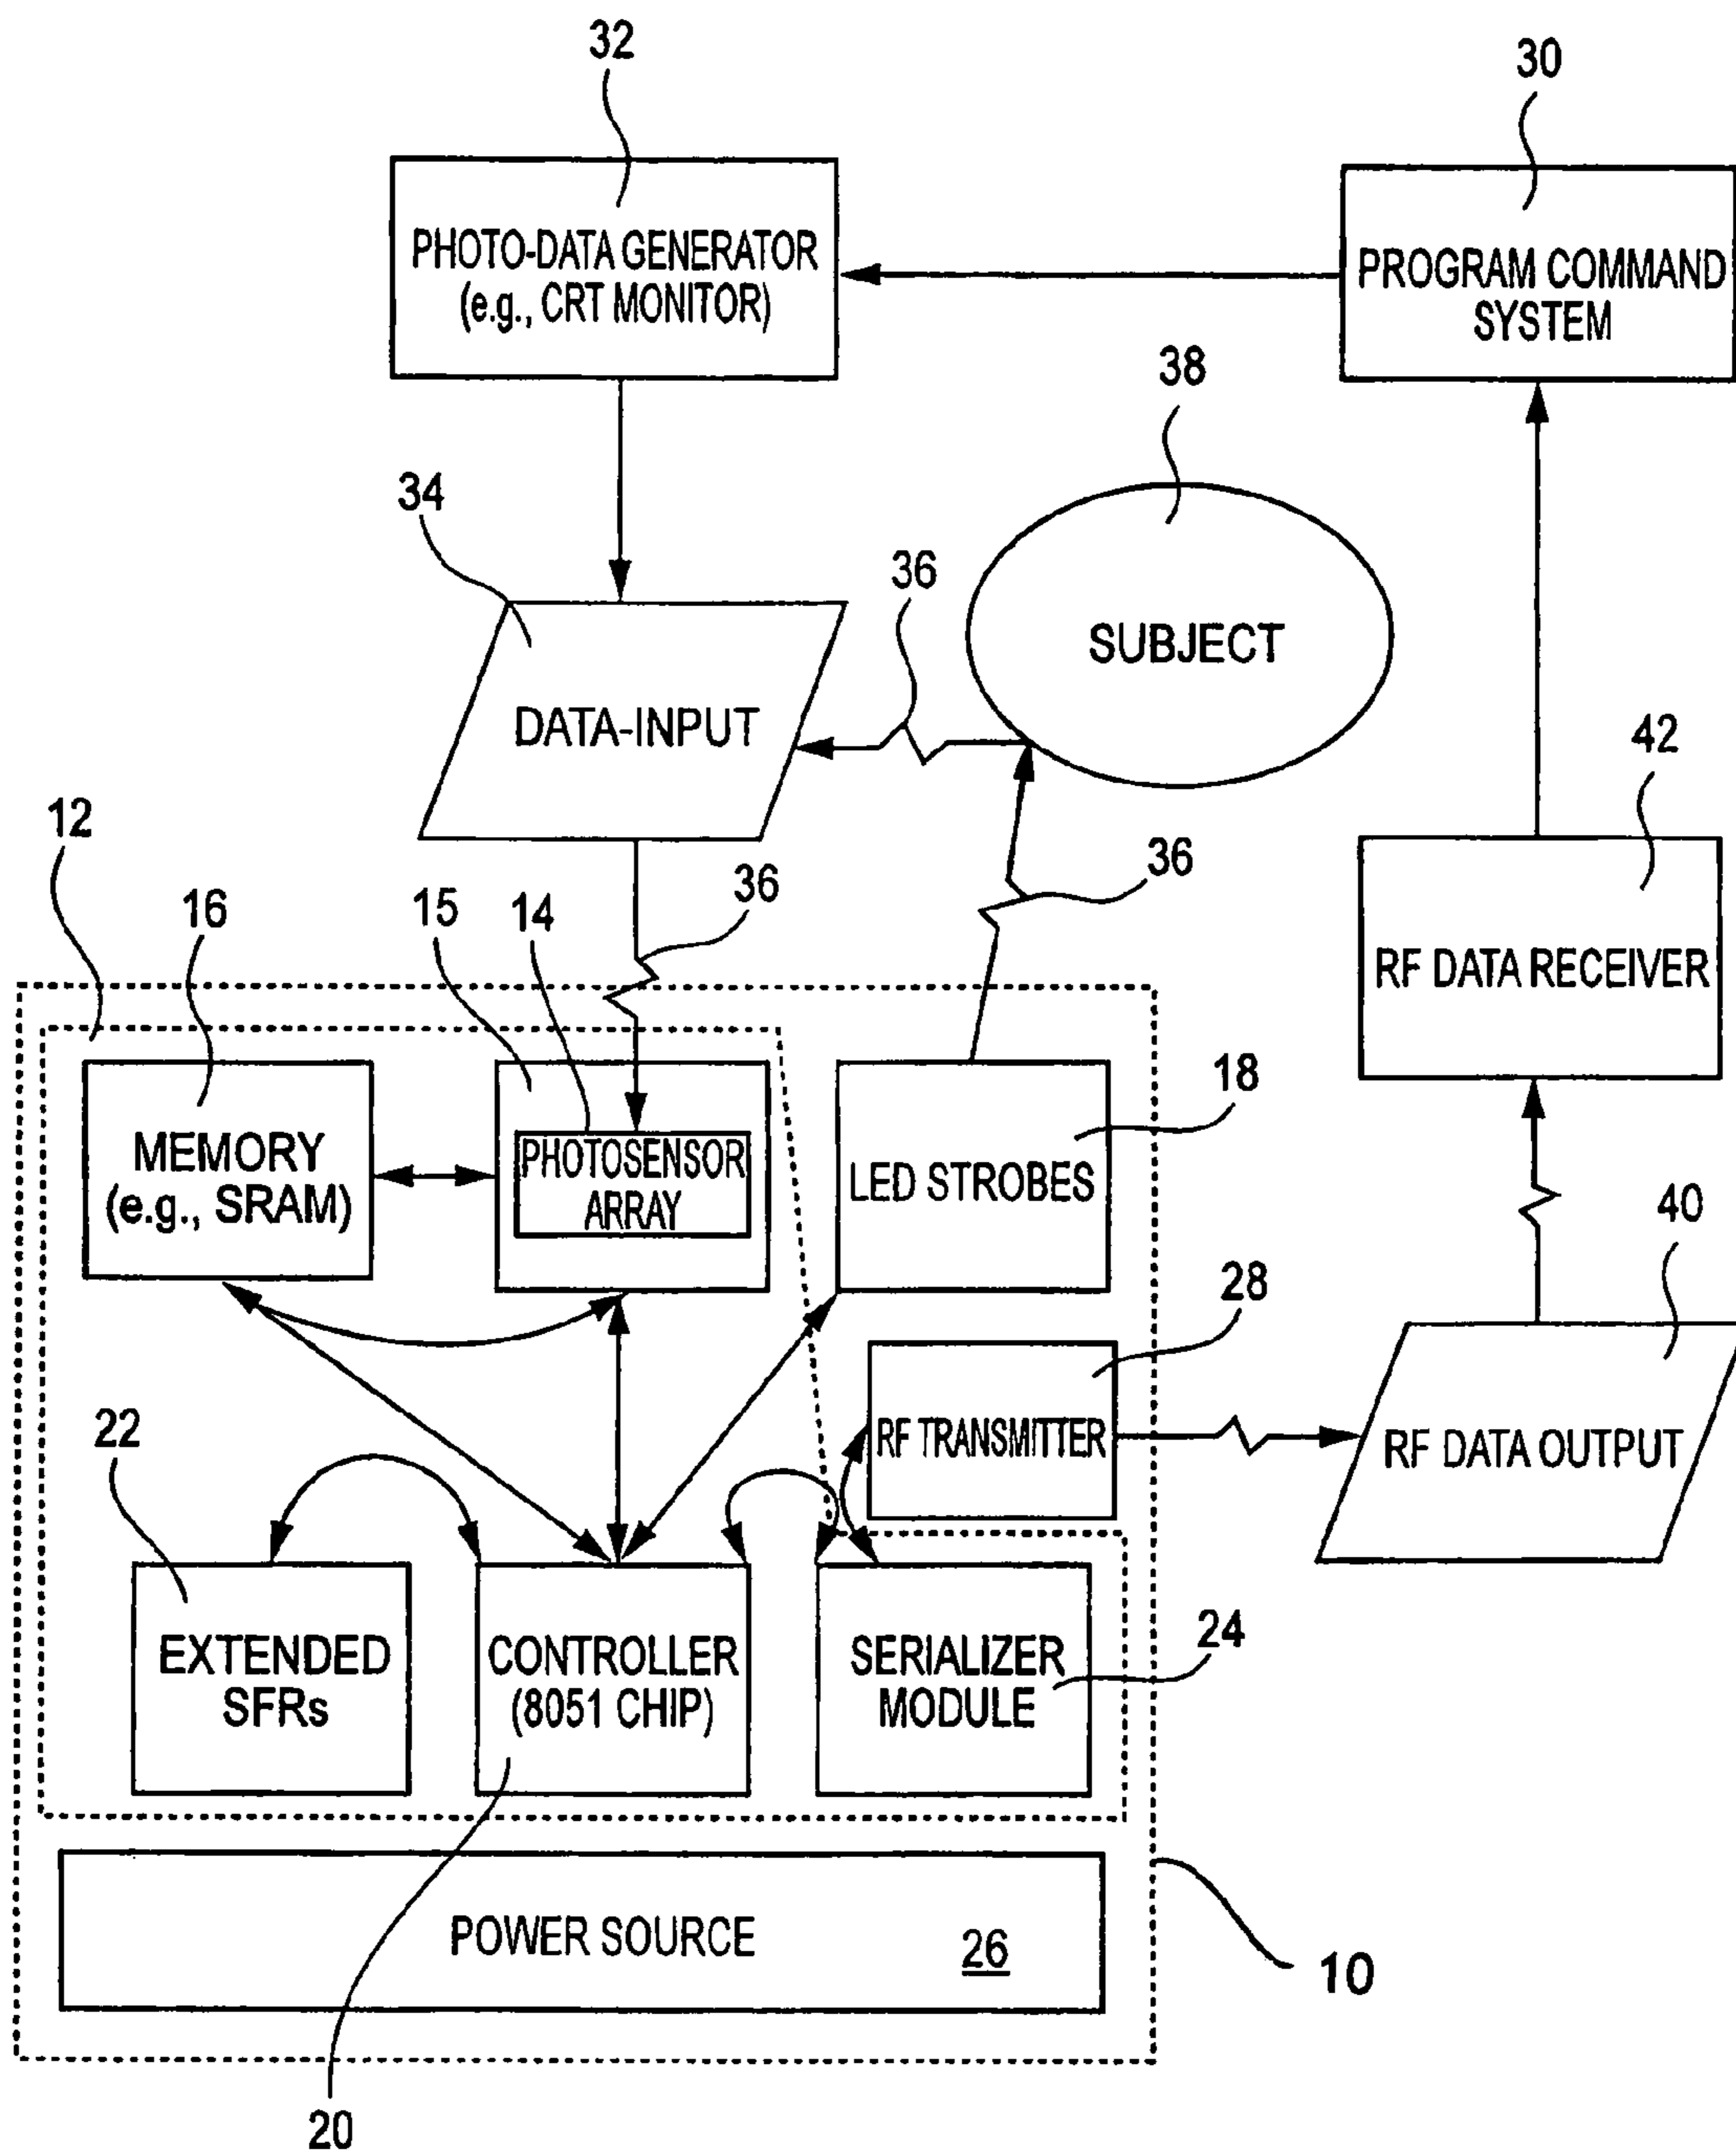 32
30
PHOTO-DATA GENERATOR
(e.g., CRT MONITOR)
PROGRAM COMMAND
SYSTEM
38
34
36
SUBJECT
DATA-INPUT
42
12
36
36
16
15
14
RF DATA RECEIVER
18
MEMORY
(e.g., SRAM)
PHOTOSENSOR
ARRAY
LED STROBES
40
28
22
RF TRANSMITTER
RF DATA OUTPUT
24
EXTENDED
SFRs
CONTROLLER
(8051 CHIP)
SERIALIZER
MODULE
POWER SOURCE
26
10
20